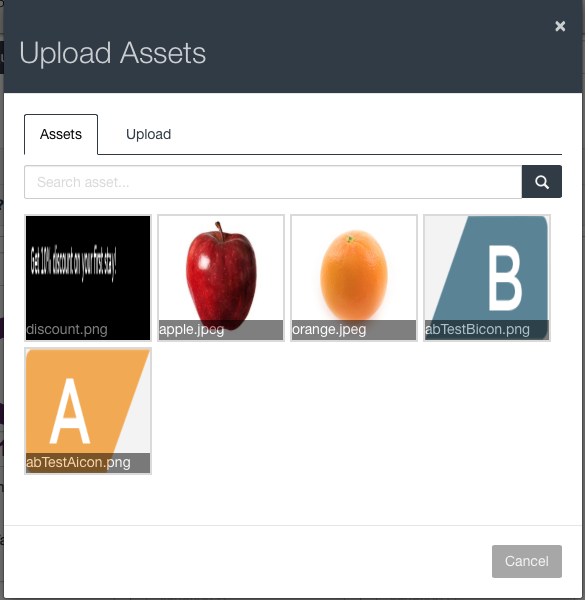 ×
Upload Assets
Assets
Upload
Search asset...
Get 10% discount on your first stay!
discount.png
apple.jpeg
orange.jpeg
B
abTestBicon.png
A
abTestAicon.png
Cancel